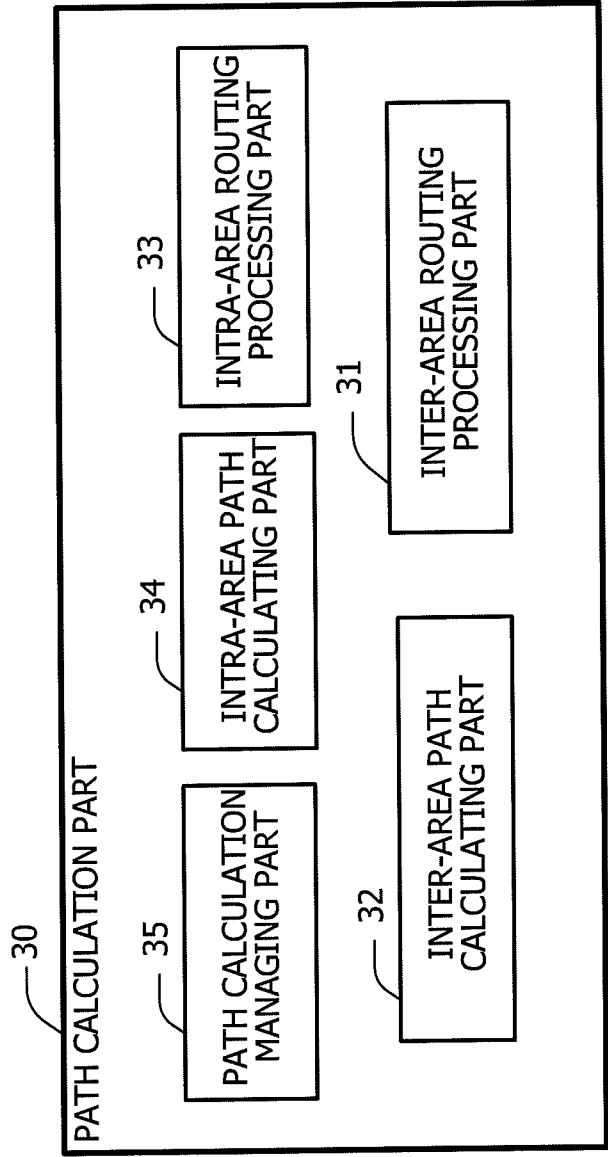 30
PATH CALCULATION PART
35
PATH CALCULATION
MANAGING PART
34
INTRA-AREA PATH
CALCULATING PART
33
INTRA-AREA ROUTING
PROCESSING PART
32
INTER-AREA PATH
CALCULATING PART
31
INTER-AREA ROUTING
PROCESSING PART